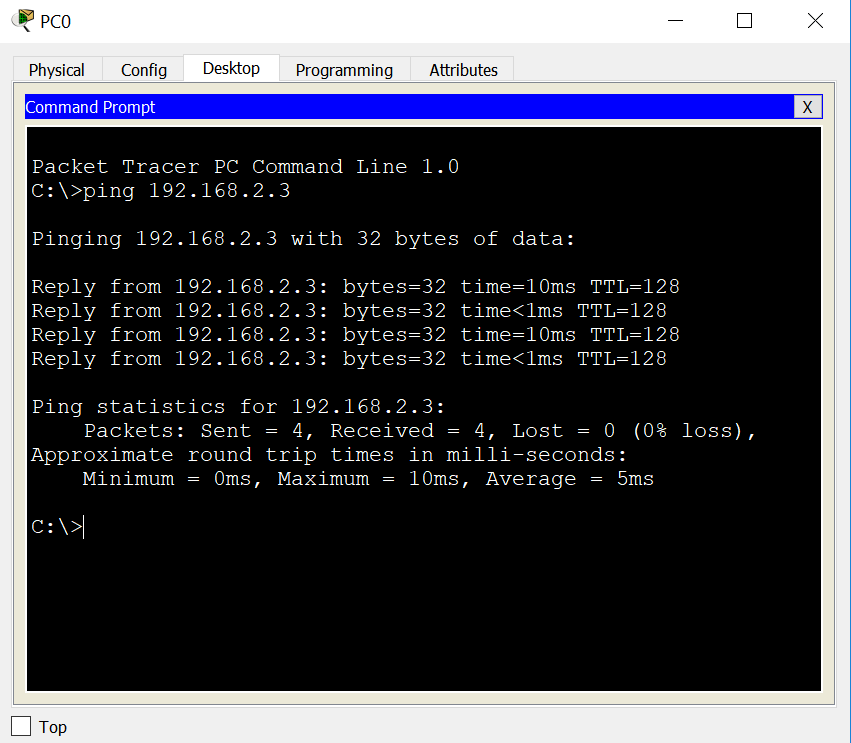 PC0
Physical Config Desktop Programming Attributes
Command Prompt X
Packet Tracer PC Command Line 1.0
C:\>ping 192.168.2.3
Pinging 192.168.2.3 with 32 bytes of data:
Reply from 192.168.2.3: bytes=32 time=10ms TTL=128
Reply from 192.168.2.3: bytes=32 time<1ms TTL=128
Reply from 192.168.2.3: bytes=32 time=10ms TTL=128
Reply from 192.168.2.3: bytes=32 time<1ms TTL=128
Ping statistics for 192.168.2.3:
Packets: Sent = 4, Received = 4, Lost = 0 (0% loss),
Approximate round trip times in milli-seconds:
Minimum = 0ms, Maximum = 10ms, Average = 5ms
C:\>
Top